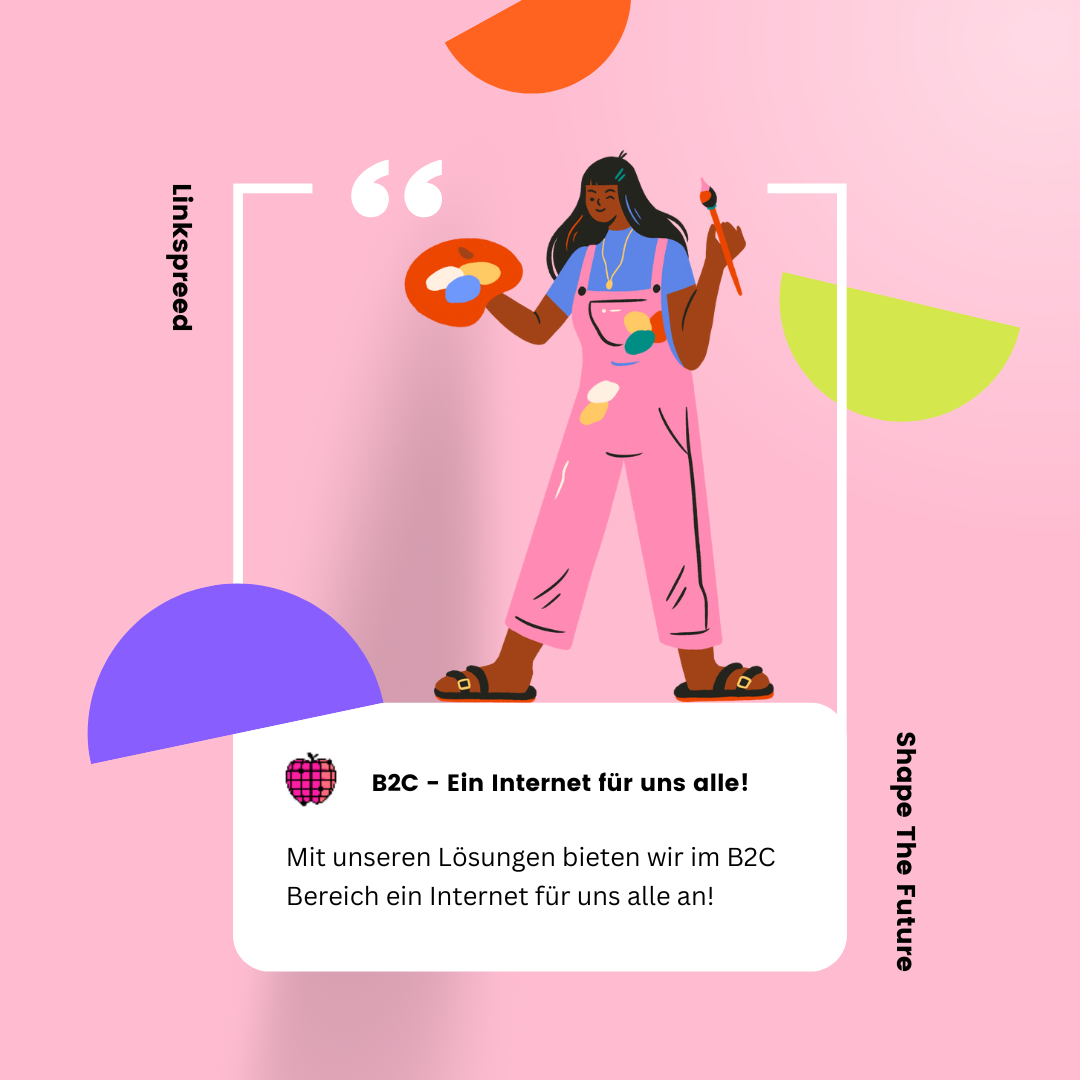 Linkspreed
“
B2C - Ein Internet für uns alle!
Mit unseren Lösungen bieten wir im B2C
Bereich ein Internet für uns alle an!
Shape The Future